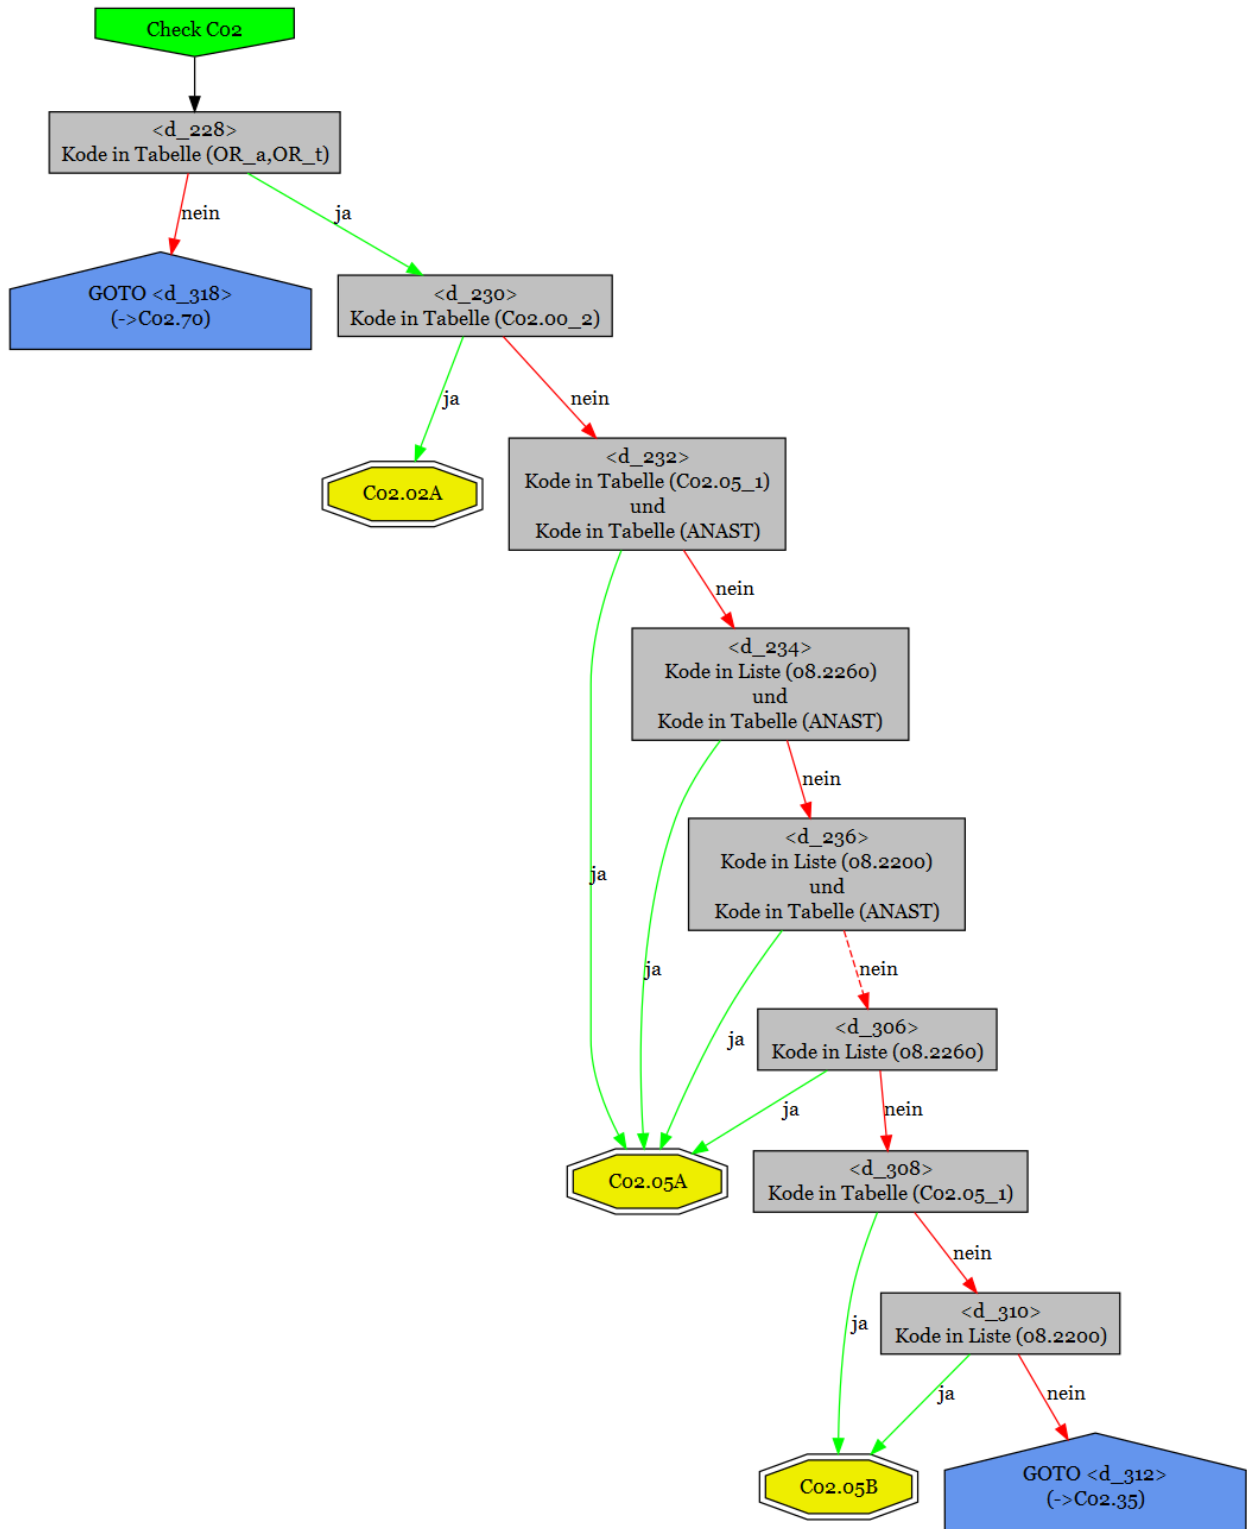 Check C02
<d_228>
Kode in Tabelle (OR_a,OR_t)
nein
ja
GOTO <d_318>
(->C02.70)
<d_230>
Kode in Tabelle (C02.00_2)
ja
nein
C02.02A
<d_232>
Kode in Tabelle (C02.05_1)
und
Kode in Tabelle (ANAST)
nein
<d_234>
Kode in Liste (08.2260)
und
Kode in Tabelle (ANAST)
nein
<d_236>
Kode in Liste (08.2200)
und
Kode in Tabelle (ANAST)
ja
ja
nein
<d_306>
Kode in Liste (08.2260)
ja
ja
nein
C02.05A
<d_308>
Kode in Tabelle (C02.05_1)
nein
<d_310>
Kode in Liste (08.2200)
ja
ja
nein
C02.05B
GOTO <d_312>
(->C02.35)